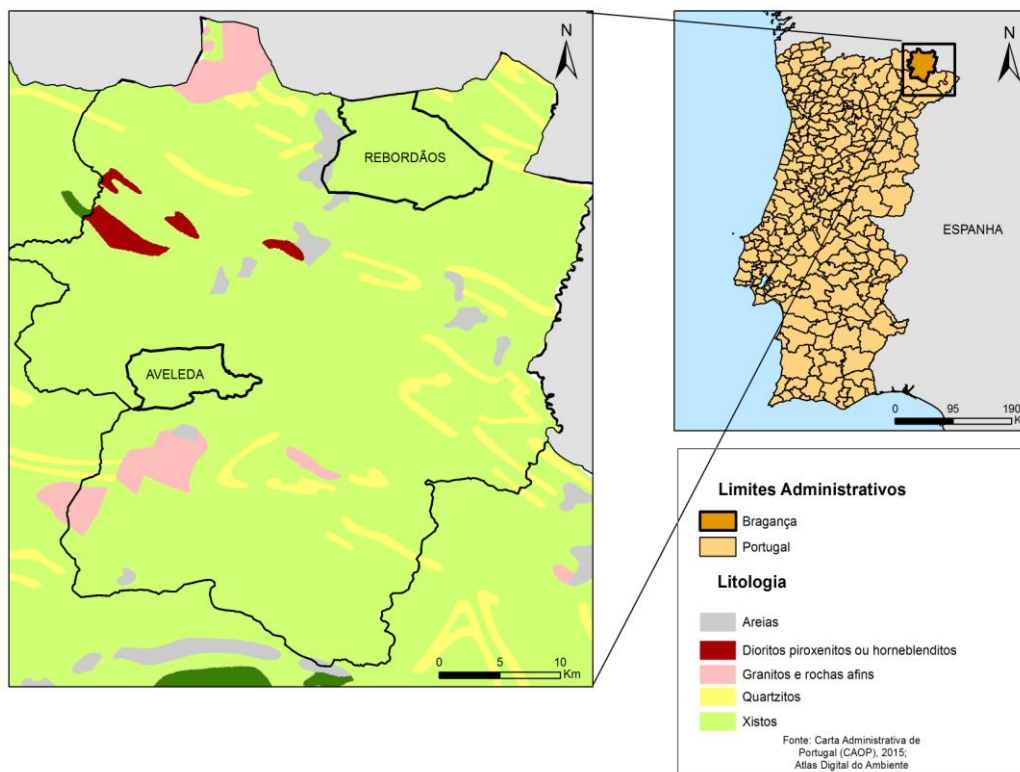 N
REBORDÃOS
AVELEDA
0 5 10
Km
N
ESPANHA
0 95 190
Limites Administrativos
Bragança
Portugal
Litologia
Areias
Dioritos piroxenitos ou horneblenditos
Granitos e rochas afins
Quartzitos
Xistos
Fonte: Carta Administrativa de
Portugal (CAOP), 2015;
Atlas Digital do Ambiente